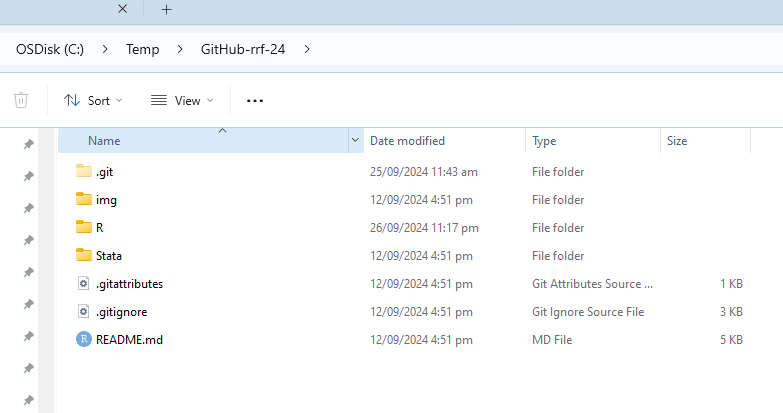 OSDisk (C:) > Temp > GitHub-rrf-24 >
Sort View ...
Name Date modified Type Size
.git 25/09/2024 11:43 am File folder
img 12/09/2024 4:51 pm File folder
R 26/09/2024 11:17 pm File folder
Stata 12/09/2024 4:51 pm File folder
.gitattributes 12/09/2024 4:51 pm Git Attributes Source ... 1 KB
.gitignore 12/09/2024 4:51 pm Git Ignore Source File 3 KB
R README.md 12/09/2024 4:51 pm MD File 5 KB